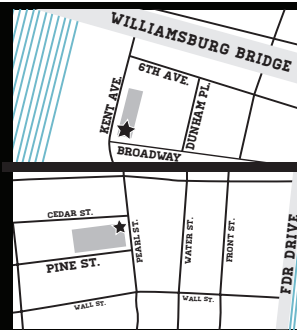 WILLIAMSBURG BRIDGE
6TH AVE.
KENT AVE.
DUNHAM PL.
BROADWAY
CEDAR ST.
PEARL ST.
WATER ST.
FRONT ST.
FDR DRIVE
PINE ST.
WALL ST.
WALL ST.